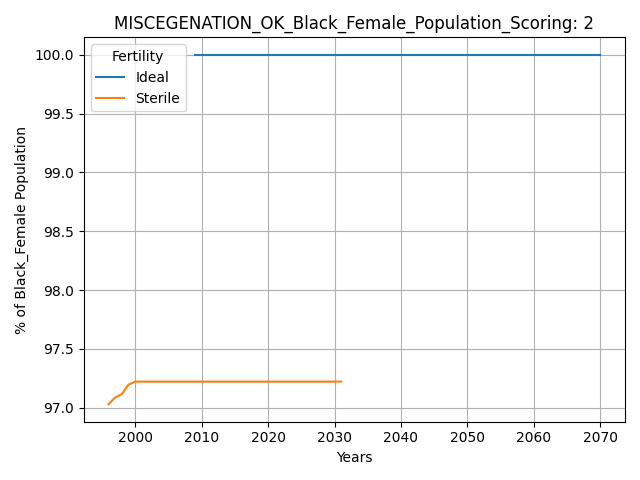 MISCEGENATION_OK_Black_Female_Population_Scoring: 2
100.0
99.5
99.0
98.5
98.0
97.5
97.0
% of Black_Female Population
Fertility
Ideal
Sterile
2000 2010 2020 2030 2040 2050 2060 2070
Years